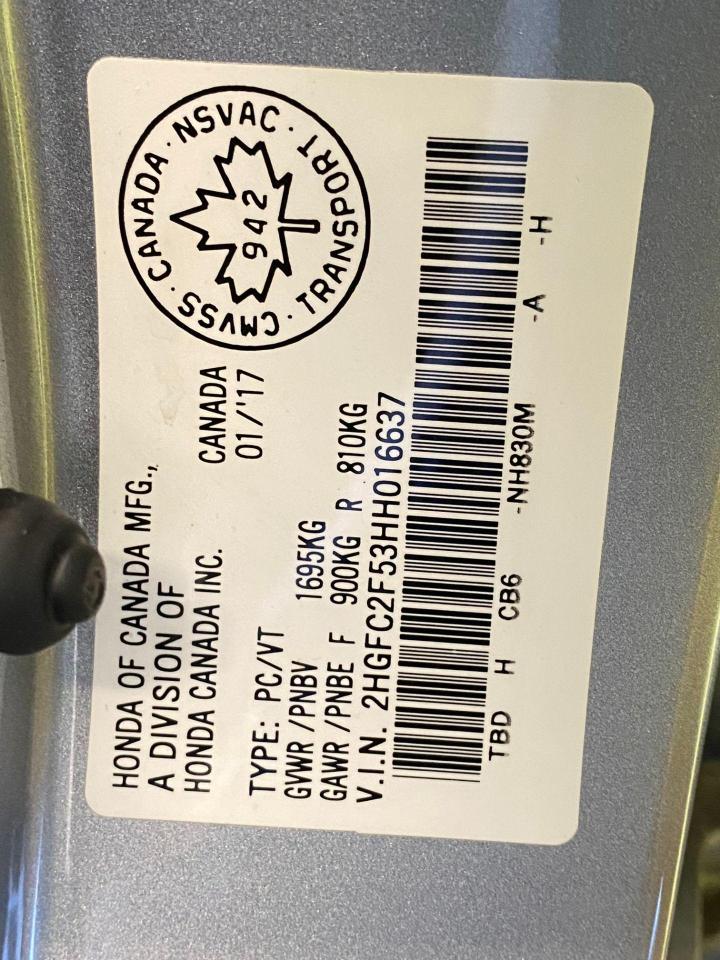 HONDA OF CANADA MFG.,
A DIVISION OF
HONDA CANADA INC.
CANADA
01/'17
TYPE: PC/VT
GVWR/PNBV 1695KG
GAWR/PNBE F 900KG R 810KG
V.I.N. 2HGFC2F53HH016637
TBD H CB6 -NH830M -A -H
CMVSS · CANADA · NSVAC · TRANSPORT ·
942